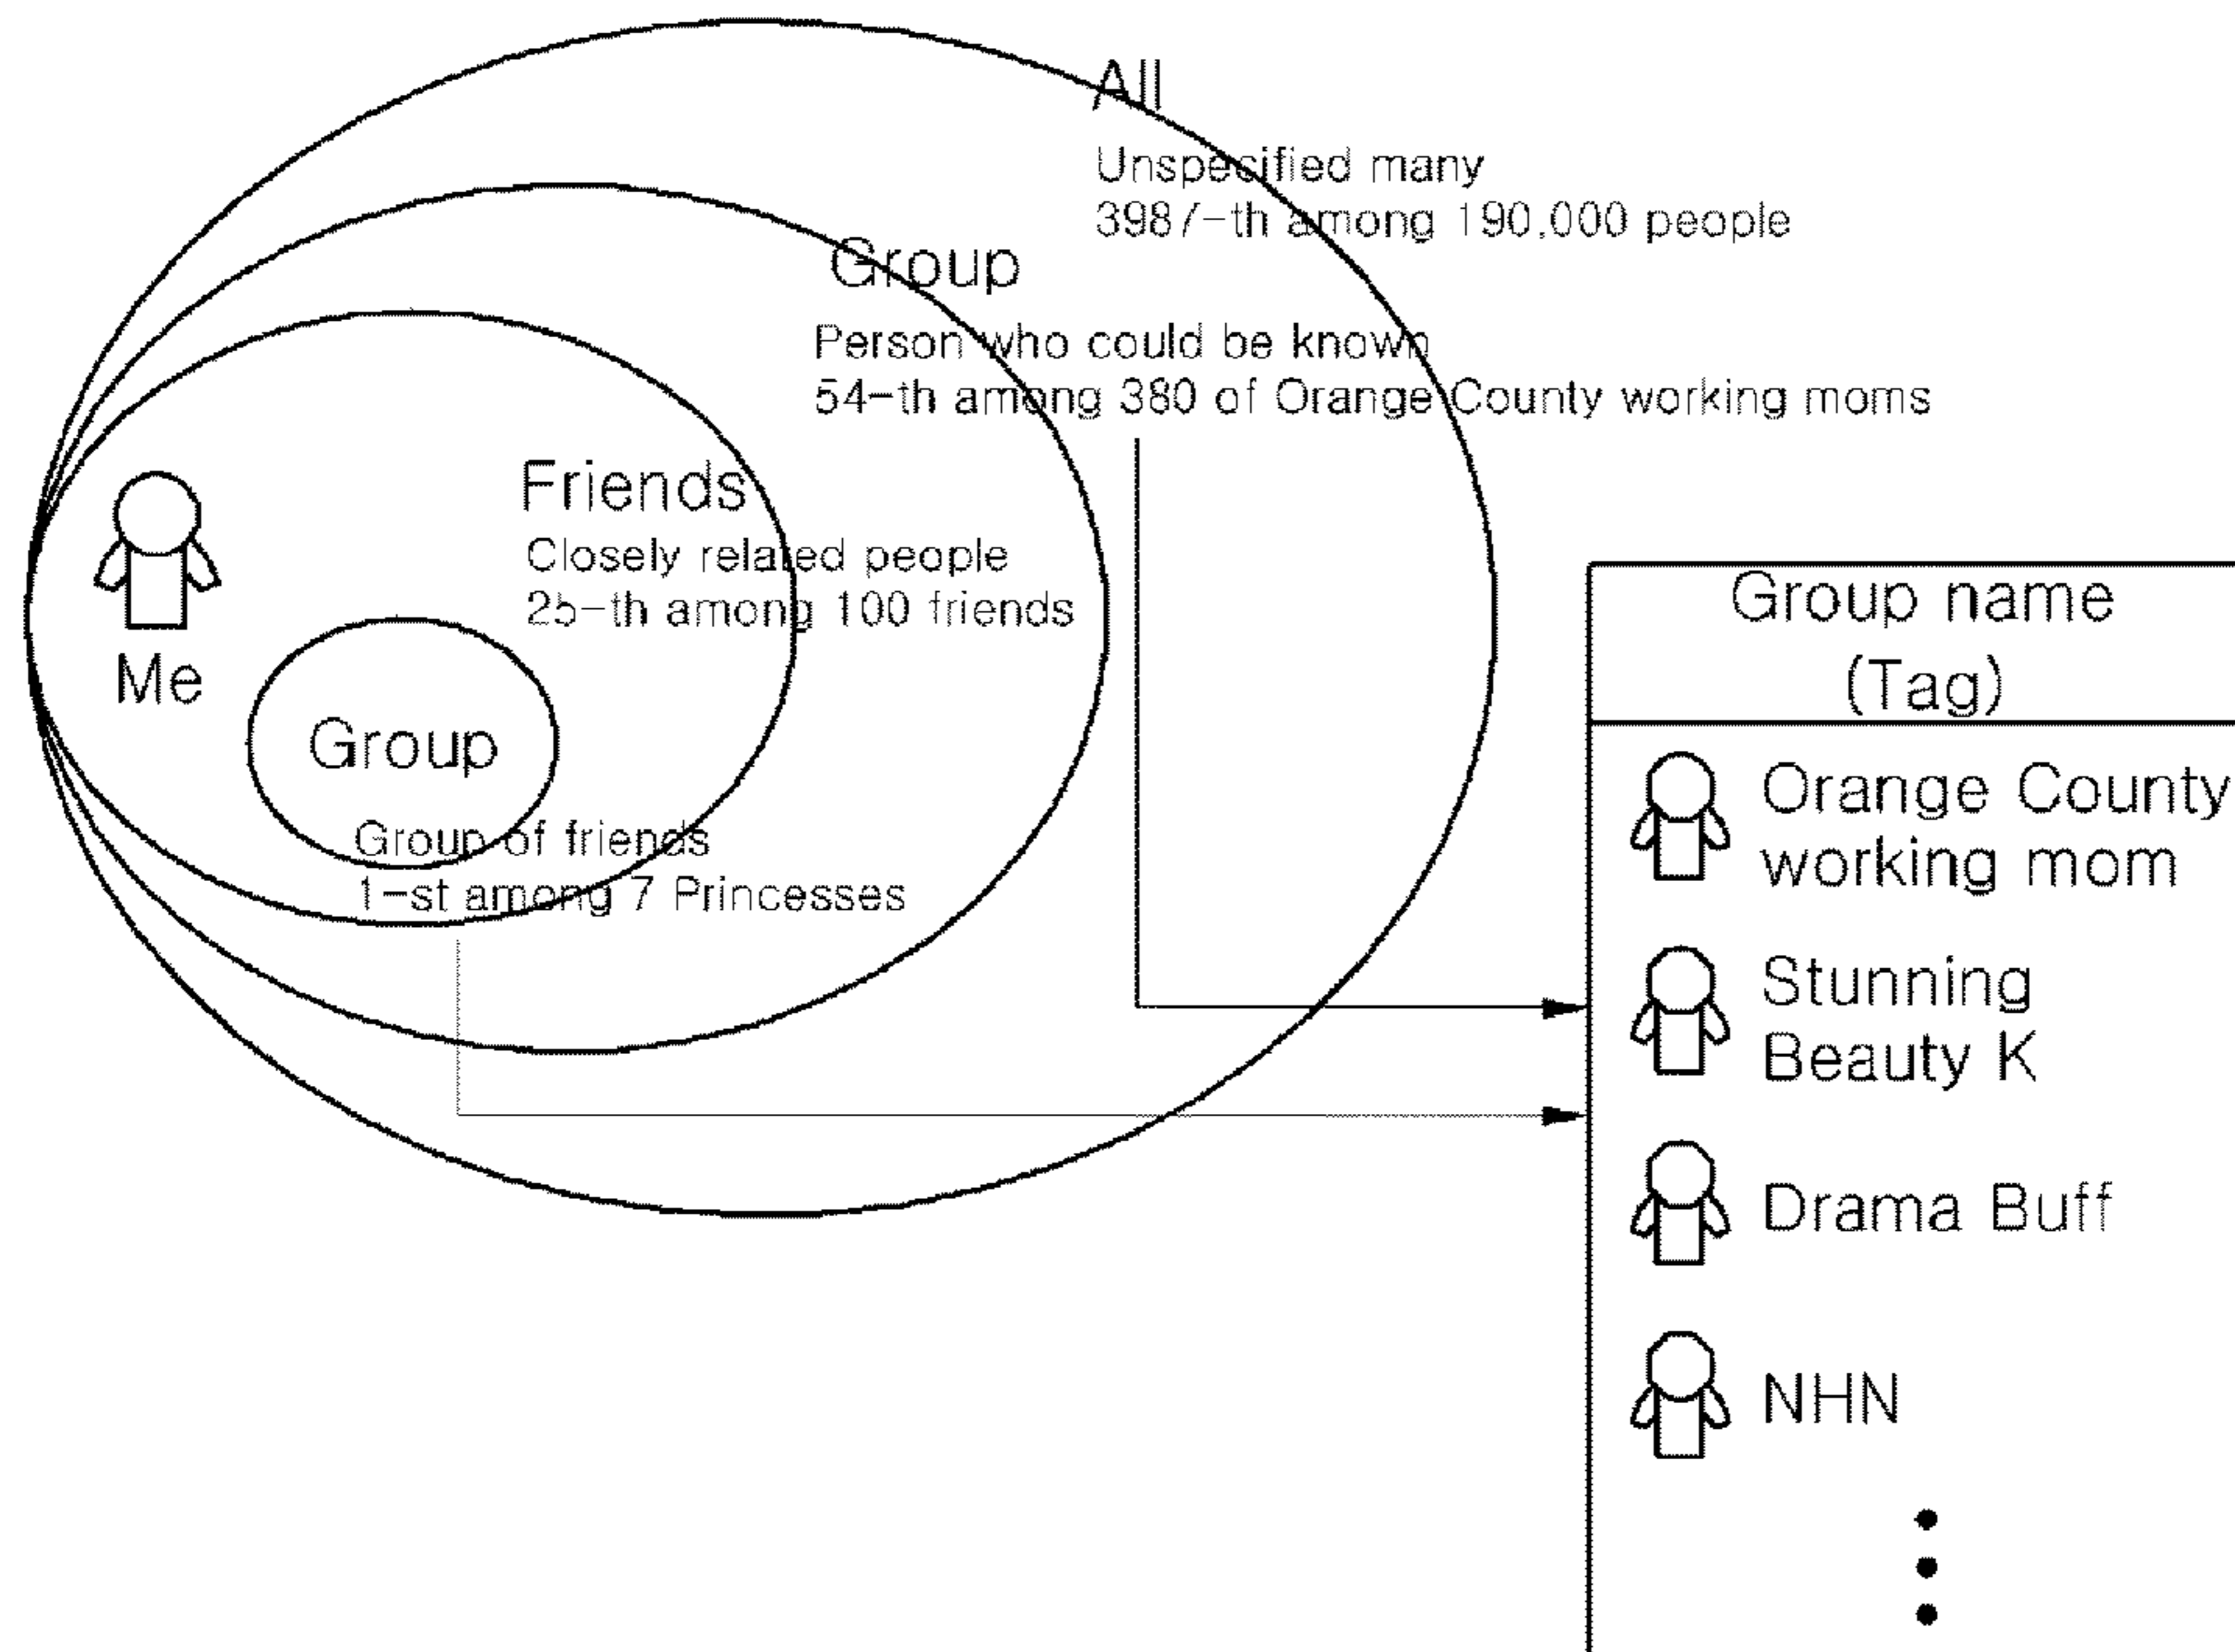 All
Unspecified many
3987-th among 190,000 people
Group
Person who could be known
54-th among 380 of Orange County working moms
Friends
Closely related people
25-th among 100 friends
Me
Group
Group of friends
1-st among 7 Princesses
Group name
(Tag)
Orange County
working mom
Stunning
Beauty K
Drama Buff
NHN